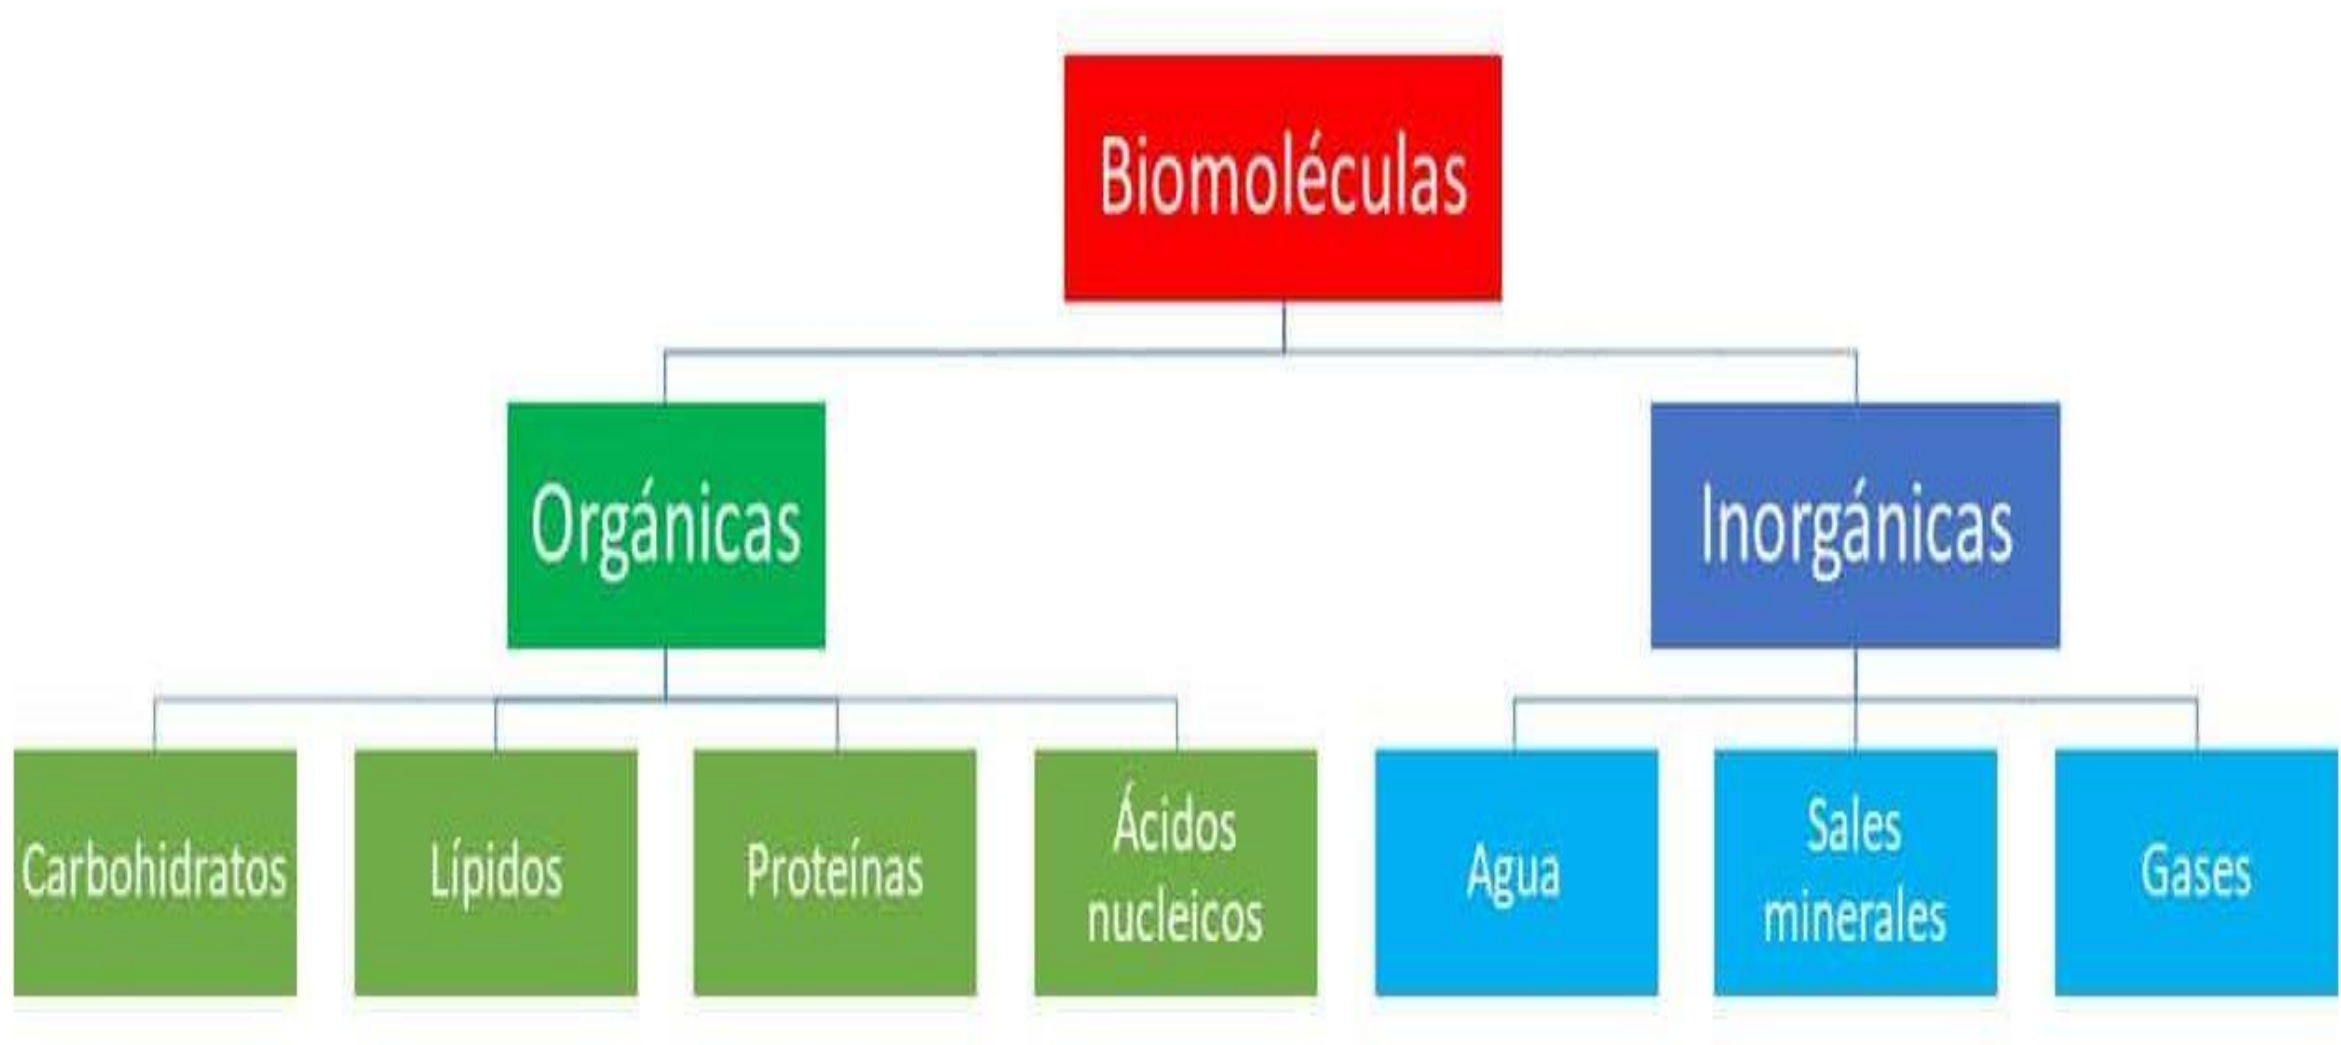 Biomoléculas
Orgánicas
Inorgánicas
Carbohidratos
Lípidos
Proteínas
Ácidos
nucleicos
Agua
Sales
minerales
Gases